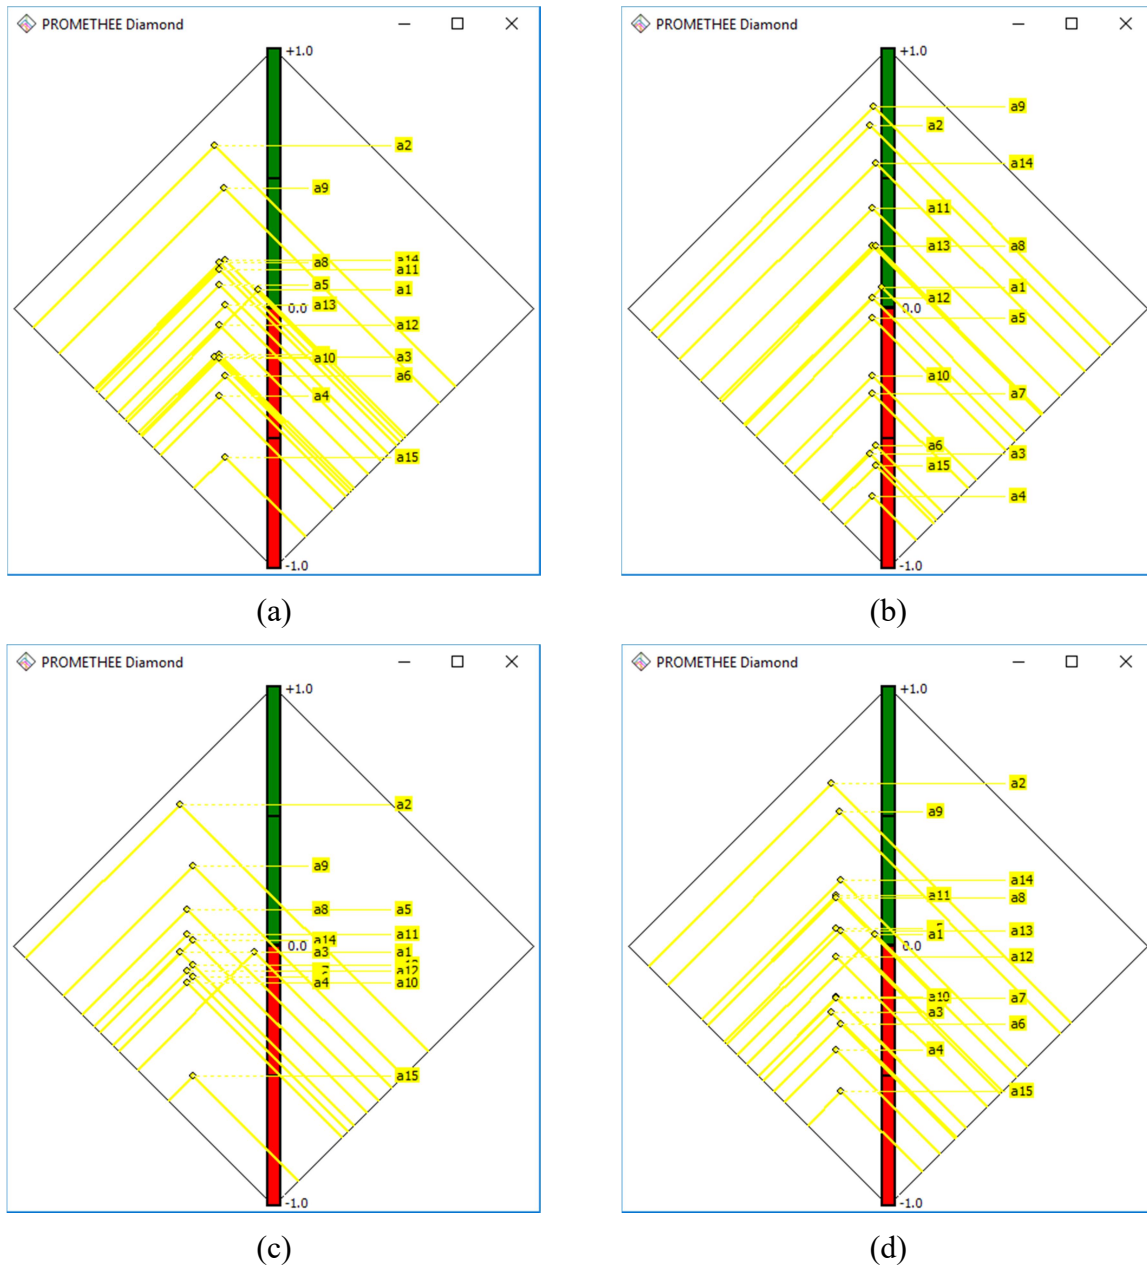 PROMETHEE Diamond
+1.0
a2
a9
a14
a8
a11
a5
a1
a13
0.0
a12
a3
a10
a6
a4
a15
-1.0
(a)
PROMETHEE Diamond
+1.0
a9
a2
a14
a11
a13
a8
a1
a12
0.0
a5
a10
a7
a6
a3
a15
a4
-1.0
(b)
PROMETHEE Diamond
+1.0
a2
a9
a8
a5
a11
a14
0.0
a3
a1
a12
a4
a10
a15
-1.0
(c)
PROMETHEE Diamond
+1.0
a2
a9
a14
a11
a8
a13
a1
0.0
a12
a10
a7
a3
a6
a4
a15
-1.0
(d)